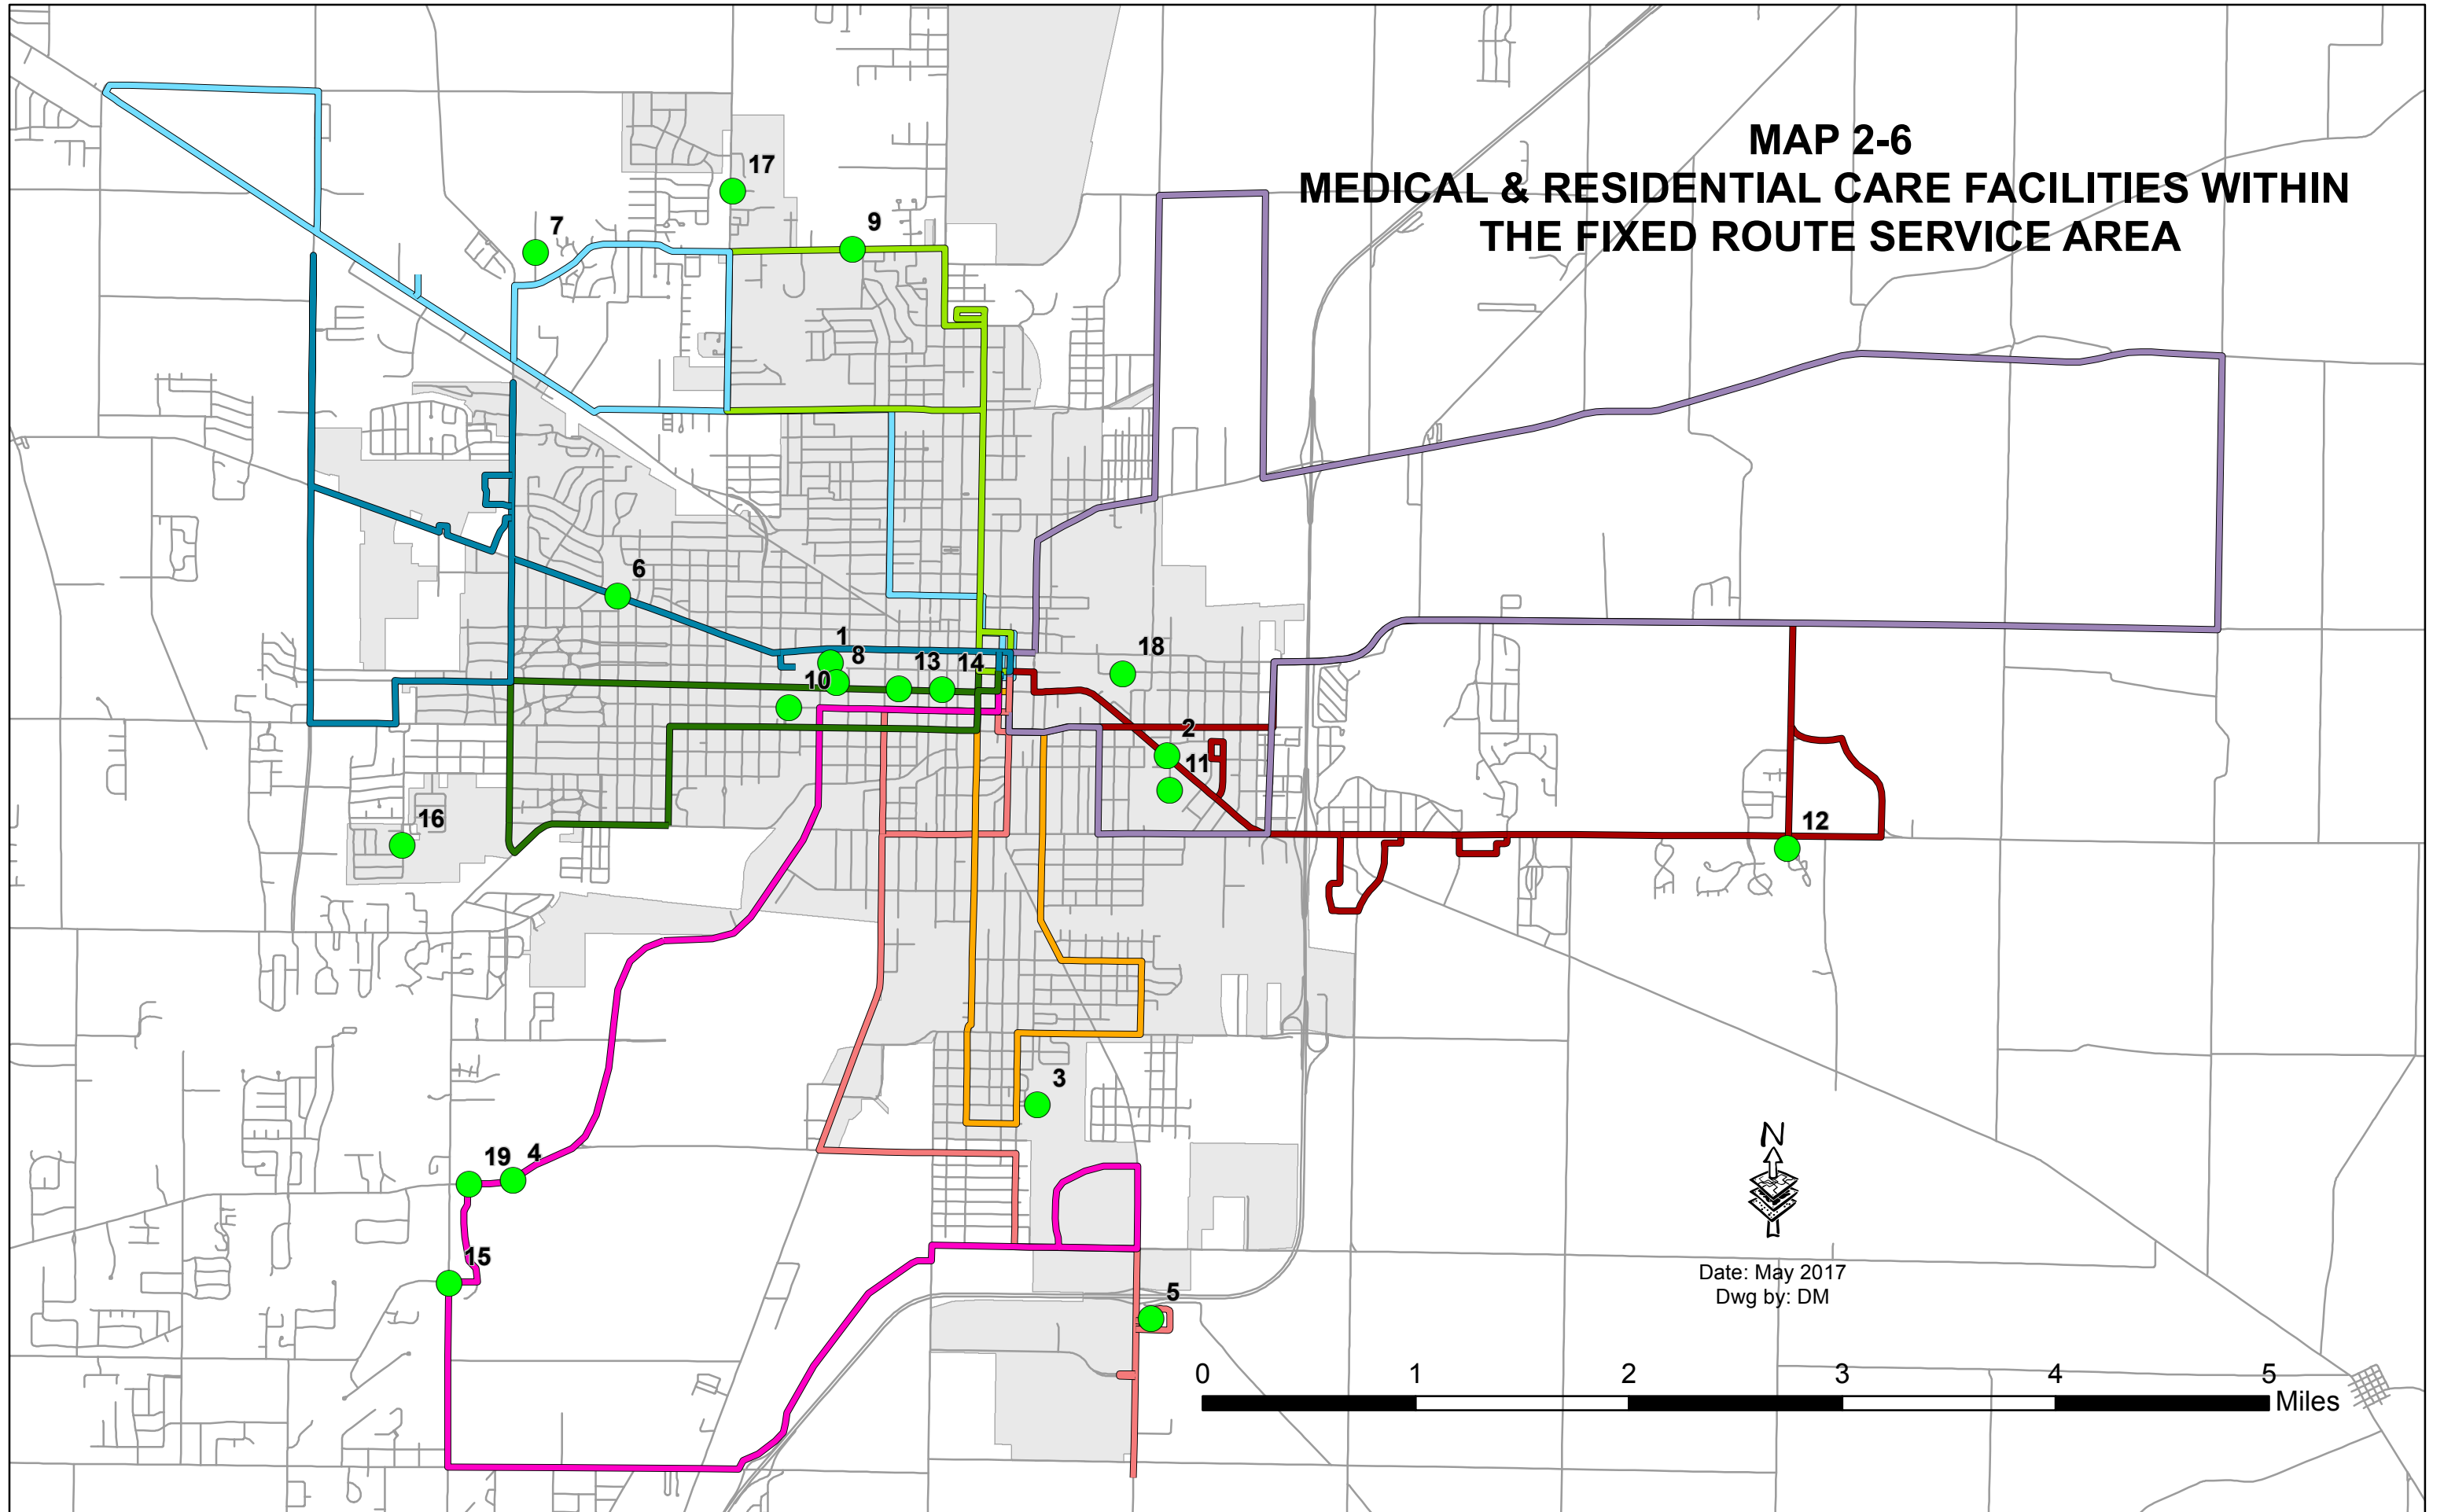 MAP 2-6
MEDICAL & RESIDENTIAL CARE FACILITIES WITHIN
THE FIXED ROUTE SERVICE AREA
17
7
9
6
1
8
13
14
10
18
2
11
16
12
3
19
4
15
5
N
Date: May 2017
Dwg by: DM
0 1 2 3 4 5
Miles